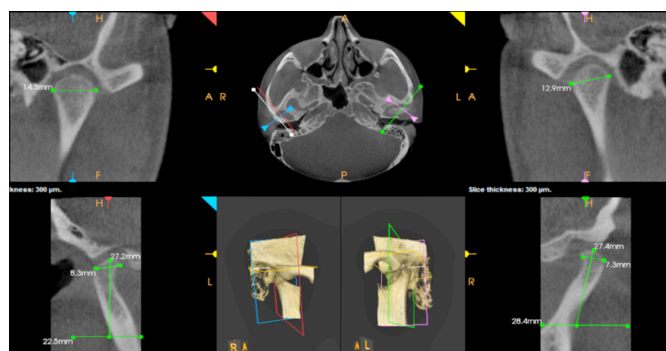 H
A
H
14.3mm
A R
L A
12.9mm
F
P
F
ckness: 300 µm.
Slice thickness: 300 µm.
H
H
27.2mm
8.3mm
27.4mm
7.3mm
L
R
22.5mm
28.4mm
R A
A L